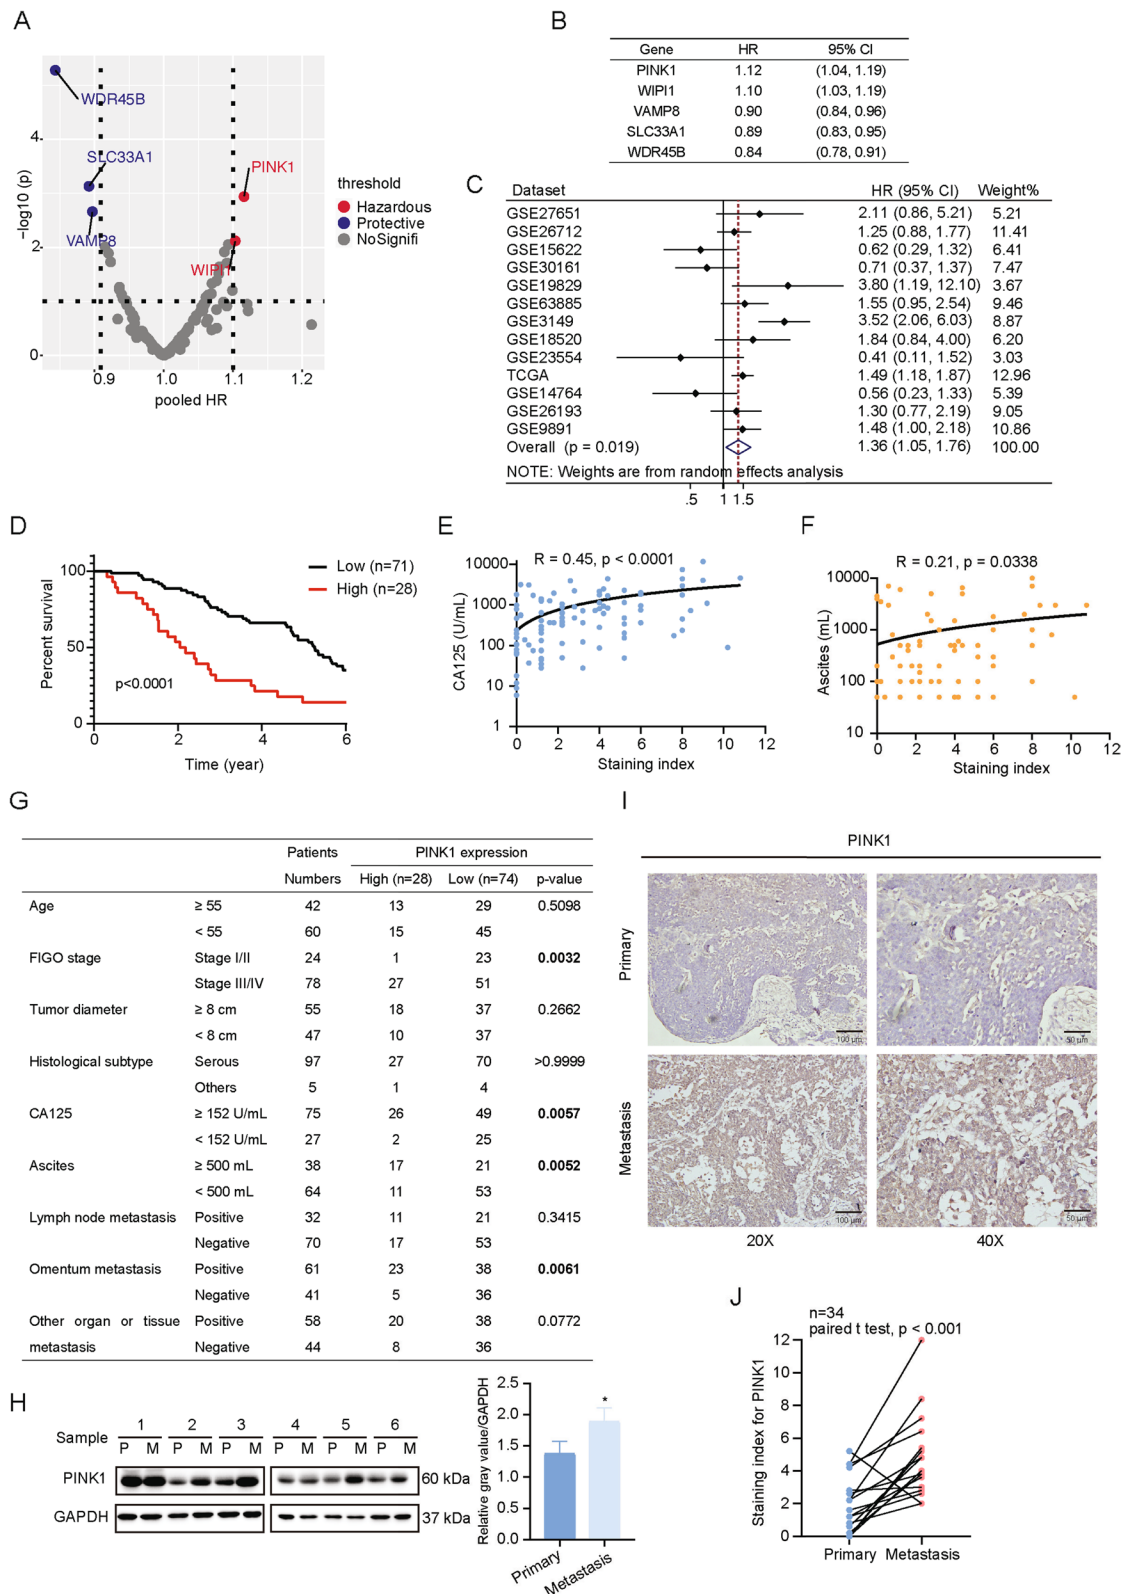 A
WDR45B
SLC33A1
VAMP8
PINK1
WIPI1
4
2
0
−log10 (p)
0.9 1.0 1.1 1.2
pooled HR
threshold
Hazardous
Protective
NoSignifi
B
Gene HR 95% CI
PINK1 1.12 (1.04, 1.19)
WIPI1 1.10 (1.03, 1.19)
VAMP8 0.90 (0.84, 0.96)
SLC33A1 0.89 (0.83, 0.95)
WDR45B 0.84 (0.78, 0.91)
C
Dataset HR (95% CI) Weight%
GSE27651 2.11 (0.86, 5.21) 5.21
GSE26712 1.25 (0.88, 1.77) 11.41
GSE15622 0.62 (0.29, 1.32) 6.41
GSE30161 0.71 (0.37, 1.37) 7.47
GSE19829 3.80 (1.19, 12.10) 3.67
GSE63885 1.55 (0.95, 2.54) 9.46
GSE3149 3.52 (2.06, 6.03) 8.87
GSE18520 1.84 (0.84, 4.00) 6.20
GSE23554 0.41 (0.11, 1.52) 3.03
TCGA 1.49 (1.18, 1.87) 12.96
GSE14764 0.56 (0.23, 1.33) 5.39
GSE26193 1.30 (0.77, 2.19) 9.05
GSE9891 1.48 (1.00, 2.18) 10.86
Overall (p = 0.019) 1.36 (1.05, 1.76) 100.00
NOTE: Weights are from random effects analysis
.5 1 1.5
D
Percent survival
100
50
0
Low (n=71)
High (n=28)
p<0.0001
0 2 4 6
Time (year)
E
R = 0.45, p < 0.0001
CA125 (U/mL)
10000
1000
100
10
1
0 2 4 6 8 10 12
Staining index
F
R = 0.21, p = 0.0338
Ascites (mL)
10000
1000
100
10
0 2 4 6 8 10 12
Staining index
G
Patients PINK1 expression
Numbers High (n=28) Low (n=74) p-value
Age ≥ 55 42 13 29 0.5098
< 55 60 15 45
FIGO stage Stage I/II 24 1 23 0.0032
Stage III/IV 78 27 51
Tumor diameter ≥ 8 cm 55 18 37 0.2662
< 8 cm 47 10 37
Histological subtype Serous 97 27 70 >0.9999
Others 5 1 4
CA125 ≥ 152 U/mL 75 26 49 0.0057
< 152 U/mL 27 2 25
Ascites ≥ 500 mL 38 17 21 0.0052
< 500 mL 64 11 53
Lymph node metastasis Positive 32 11 21 0.3415
Negative 70 17 53
Omentum metastasis Positive 61 23 38 0.0061
Negative 41 5 36
Other organ or tissue Positive 58 20 38 0.0772
metastasis Negative 44 8 36
H
Sample 1 2 3 4 5 6
P M P M P M P M P M P M
PINK1 60 kDa
GAPDH 37 kDa
Relative gray value/GAPDH
2.5
2.0
1.5
1.0
0.5
0.0
*
Primary Metastasis
I
PINK1
Primary
100 μm
50 μm
Metastasis
100 μm
50 μm
20X 40X
J
n=34
paired t test, p < 0.001
Staining index for PINK1
12
10
8
6
4
2
0
Primary Metastasis